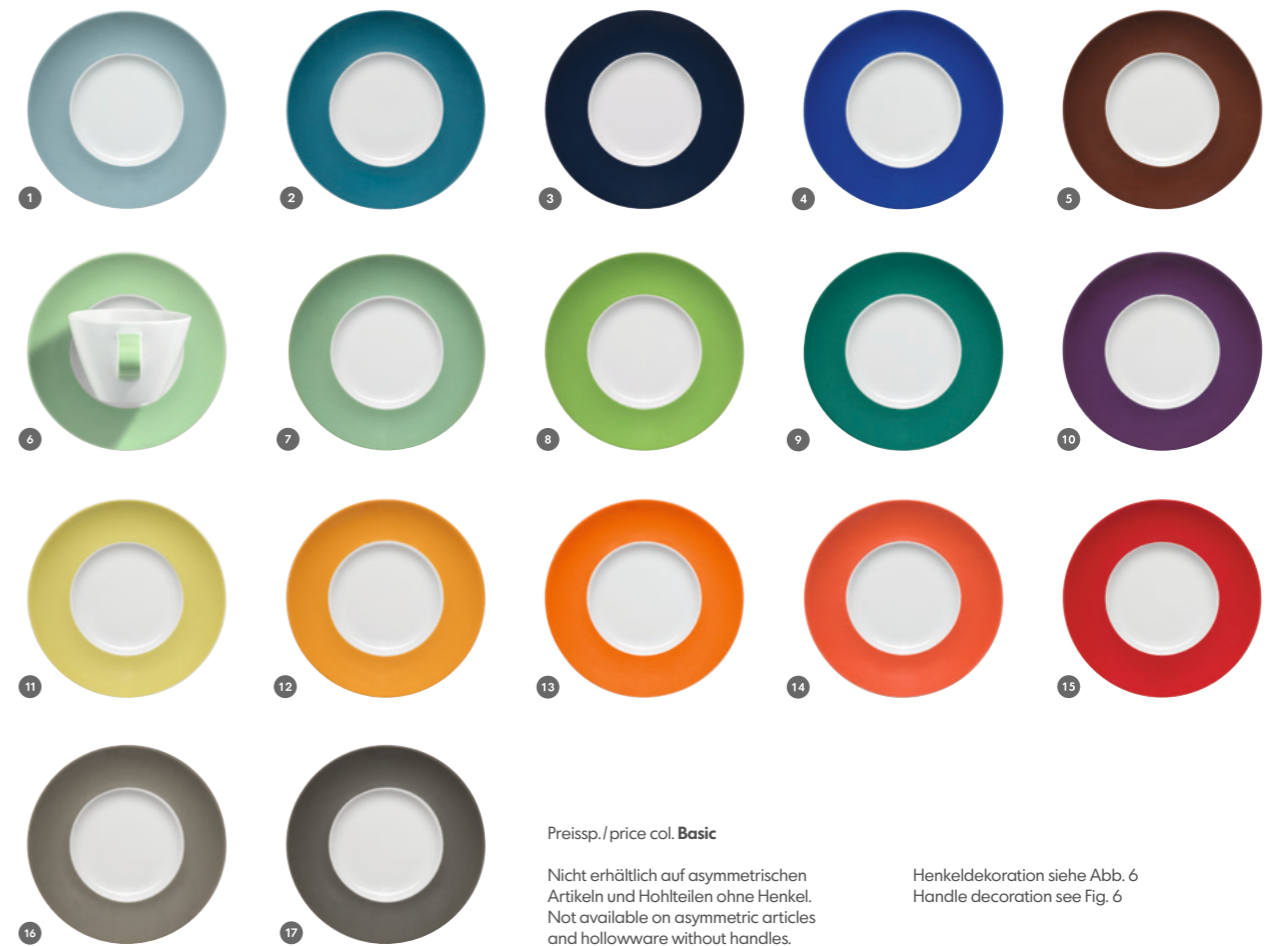 1
2
3
4
5
6
7
8
9
10
11
12
13
14
15
16
17
Preissp./price col. Basic
Nicht erhältlich auf asymmetrischen
Artikeln und Hohlteilen ohne Henkel.
Not available on asymmetric articles
and hollowware without handles.
Henkeldekoration siehe Abb. 6
Handle decoration see Fig. 6